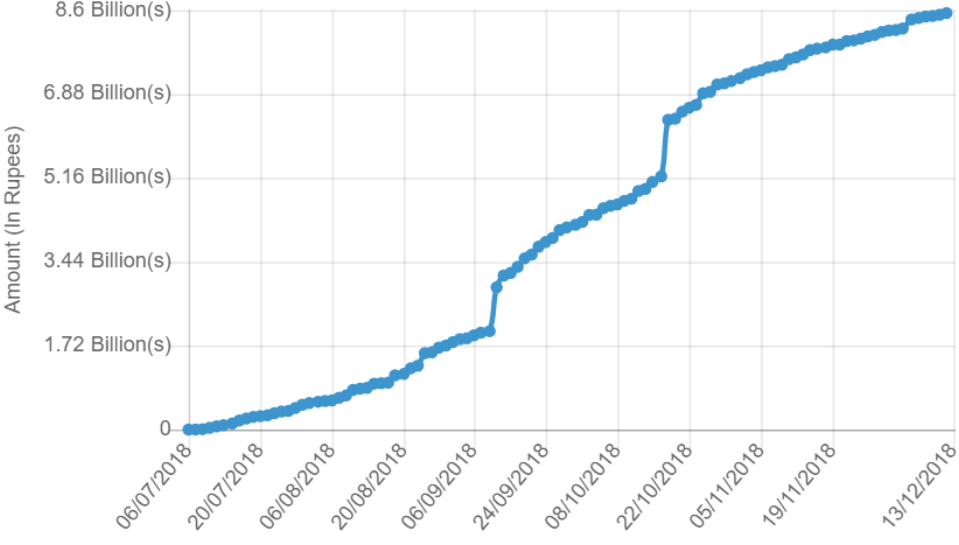 8.6 Billion(s)
6.88 Billion(s)
5.16 Billion(s)
3.44 Billion(s)
1.72 Billion(s)
0
Amount (In Rupees)
06/07/2018
20/07/2018
06/08/2018
20/08/2018
06/09/2018
24/09/2018
08/10/2018
22/10/2018
05/11/2018
19/11/2018
13/12/2018